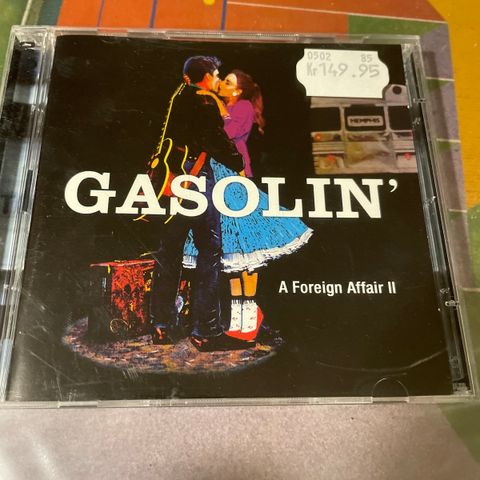 0502 85
Kr149.95
MEMPHIS
GASOLIN'
A Foreign Affair II